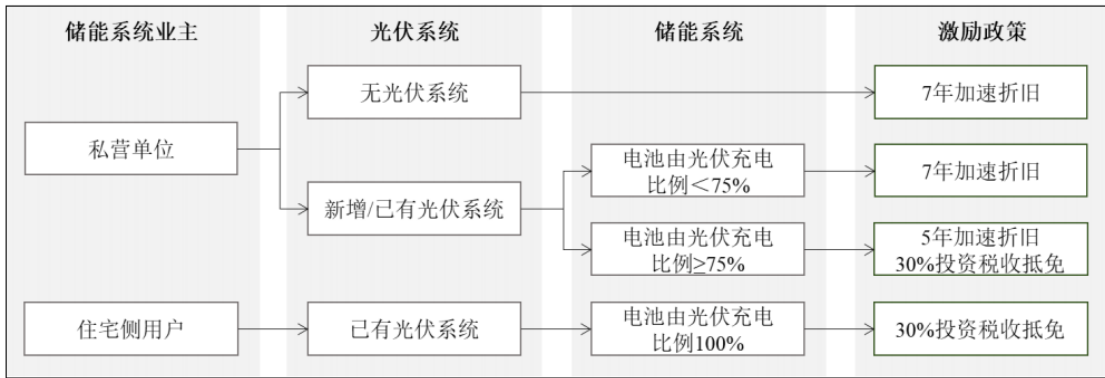 储能系统业主
光伏系统
储能系统
激励政策
私营单位
无光伏系统
7年加速折旧
新增/已有光伏系统
电池由光伏充电
比例＜75%
7年加速折旧
电池由光伏充电
比例≥75%
5年加速折旧
30%投资税收抵免
住宅侧用户
已有光伏系统
电池由光伏充电
比例100%
30%投资税收抵免